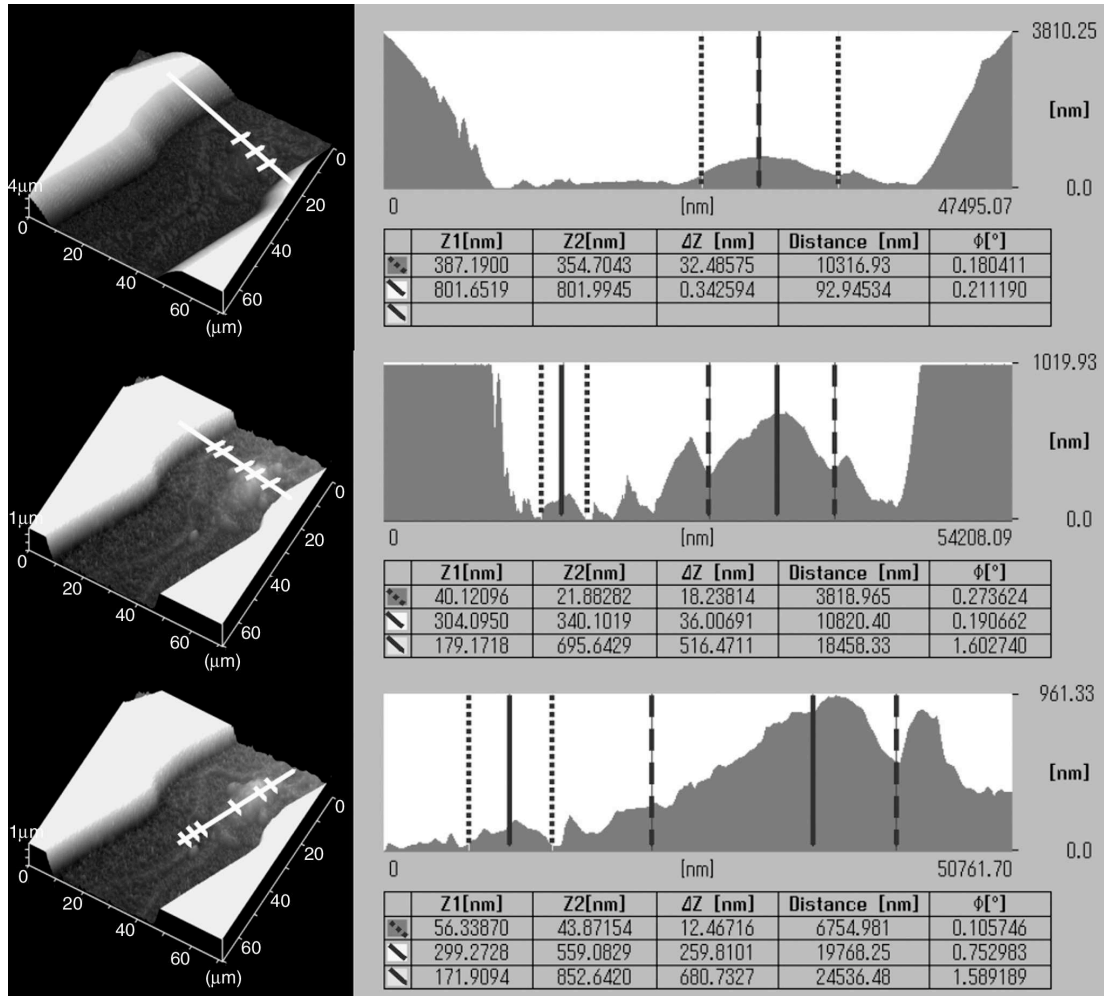 4μm
0
20
40
60
(μm)
0
20
40
60
3810.25
[nm]
0.0
0 [nm] 47495.07
Z1[nm] Z2[nm] ΔZ [nm] Distance [nm] ϕ[°]
387.1900 354.7043 32.48575 10316.93 0.180411
801.6519 801.9945 0.342594 92.94534 0.211190
1μm
0
20
40
60
(μm)
0
20
40
60
1019.93
[nm]
0.0
0 [nm] 54208.09
Z1[nm] Z2[nm] ΔZ [nm] Distance [nm] ϕ[°]
40.12096 21.88282 18.23814 3818.965 0.273624
304.0950 340.1019 36.00691 10820.40 0.190662
179.1718 695.6429 516.4711 18458.33 1.602740
1μm
0
20
40
60
(μm)
0
20
40
60
961.33
[nm]
0.0
0 [nm] 50761.70
Z1[nm] Z2[nm] ΔZ [nm] Distance [nm] ϕ[°]
56.33870 43.87154 12.46716 6754.981 0.105746
299.2728 559.0829 259.8101 19768.25 0.752983
171.9094 852.6420 680.7327 24536.48 1.589189